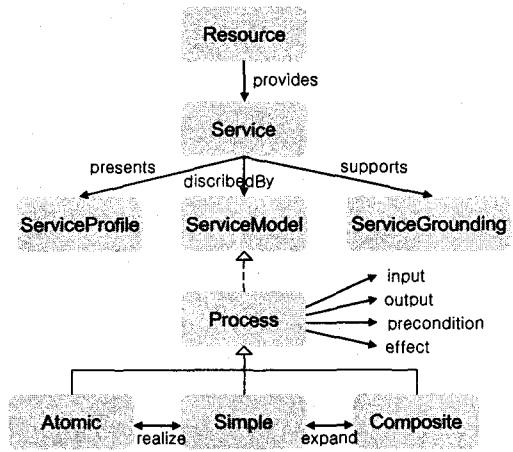 Resource
provides
Service
presents
discribedBy
supports
ServiceProfile
ServiceModel
ServiceGrounding
Process
input
output
precondition
effect
Atomic
realize
Simple
expand
Composite